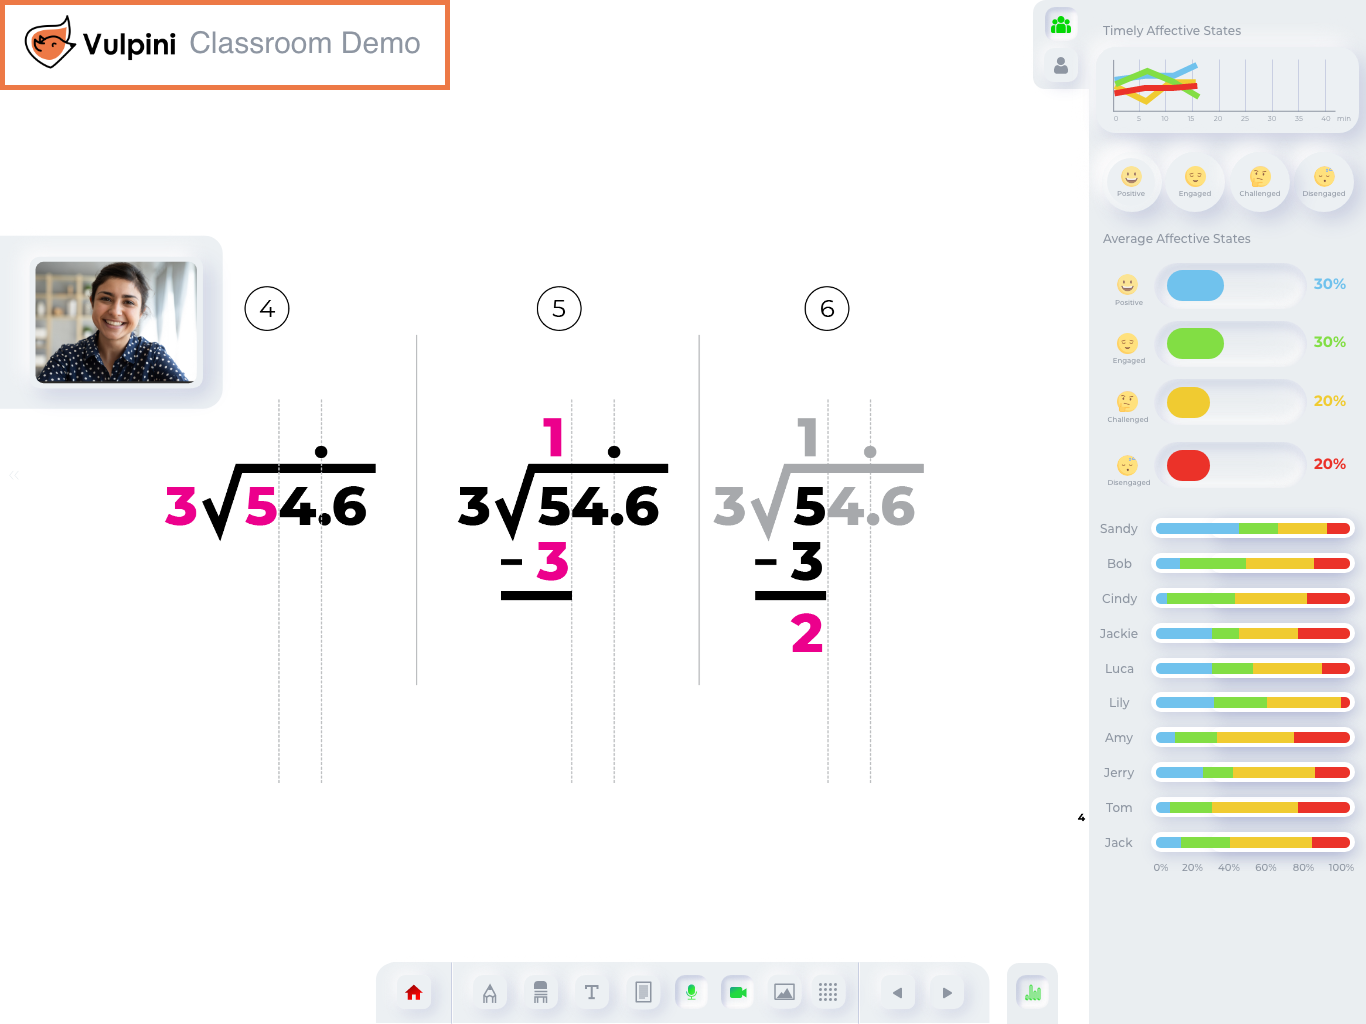 Vulpini Classroom Demo
Timely Affective States
0 5 10 15 20 25 30 35 40 min
Positive Engaged Challenged Disengaged
Average Affective States
Positive 30%
Engaged 30%
Challenged 20%
Disengaged 20%
4 5 6
1 1
3 54.6 3 54.6 3 54.6
- 3 - 3
2
Sandy
Bob
Cindy
Jackie
Luca
Lily
Amy
Jerry
Tom
4
Jack
0% 20% 40% 60% 80% 100%
T